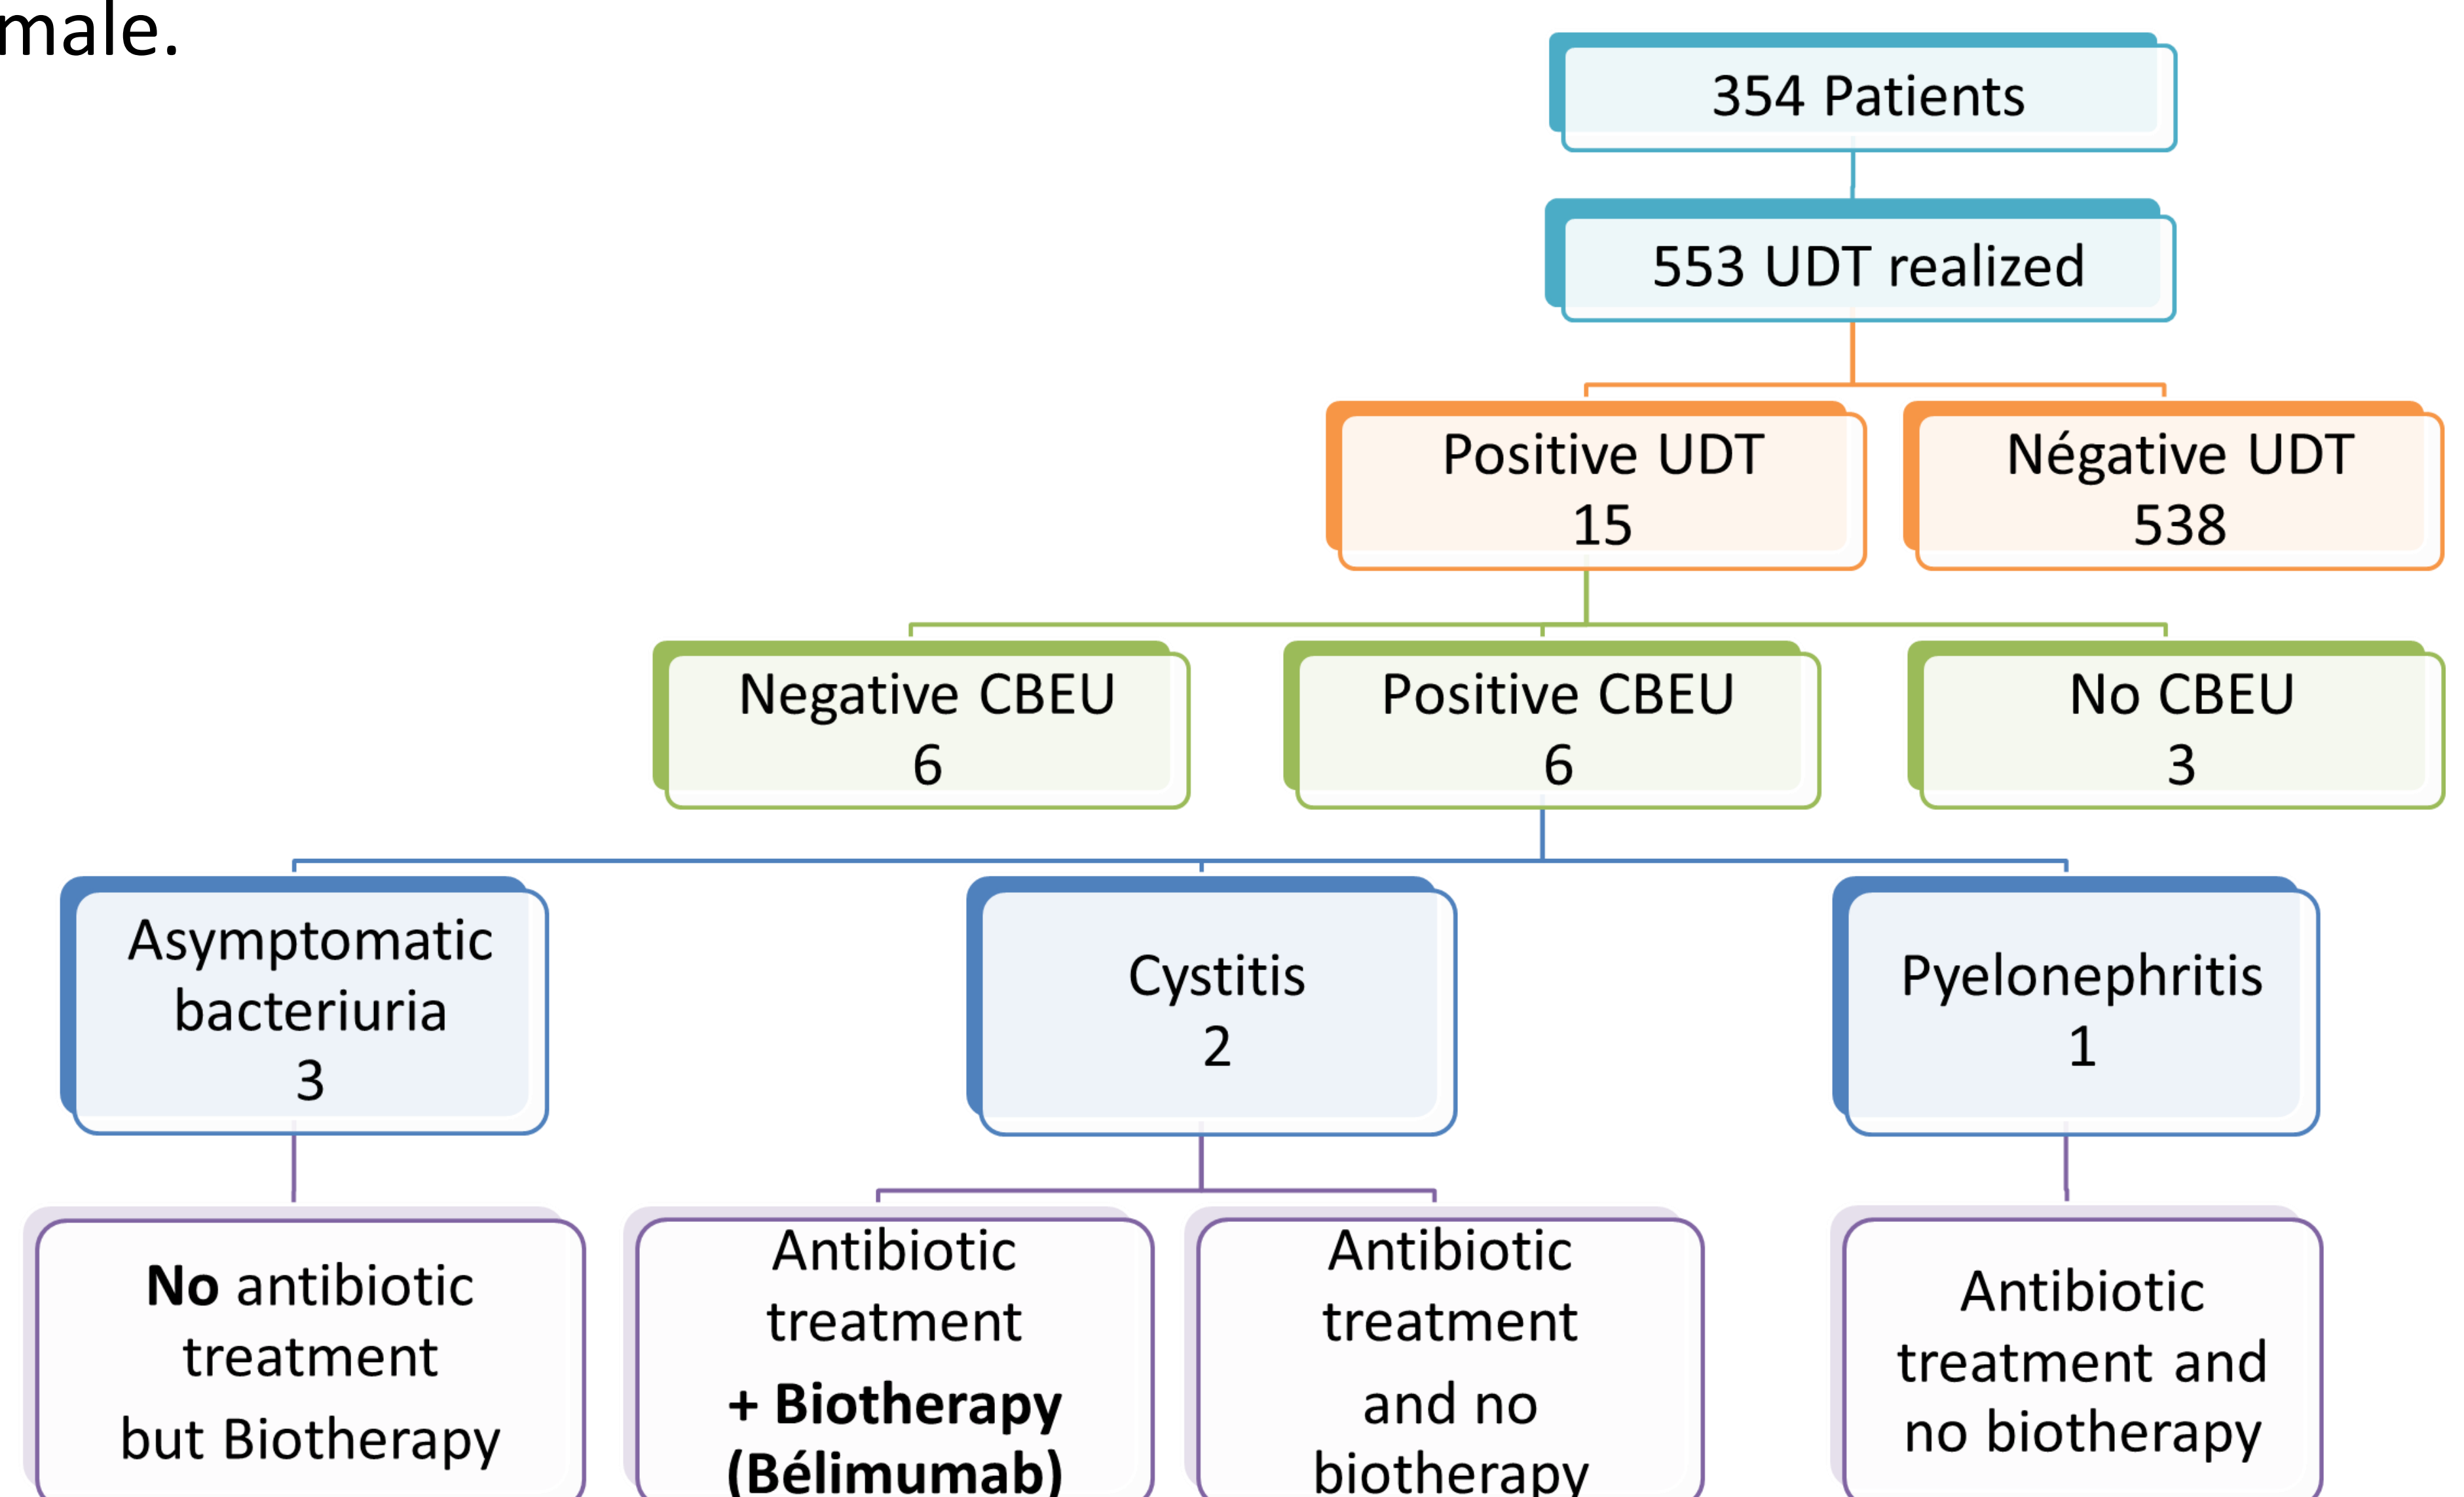 male.
354 Patients
553 UDT realized
Positive UDT
15
Négative UDT
538
Negative CBEU
6
Positive CBEU
6
No CBEU
3
Asymptomatic
bacteriuria
3
Cystitis
2
Pyelonephritis
1
No antibiotic
treatment
but Biotherapy
Antibiotic
treatment
+ Biotherapy
(Bélimumab)
Antibiotic
treatment
and no
biotherapy
Antibiotic
treatment and
no biotherapy